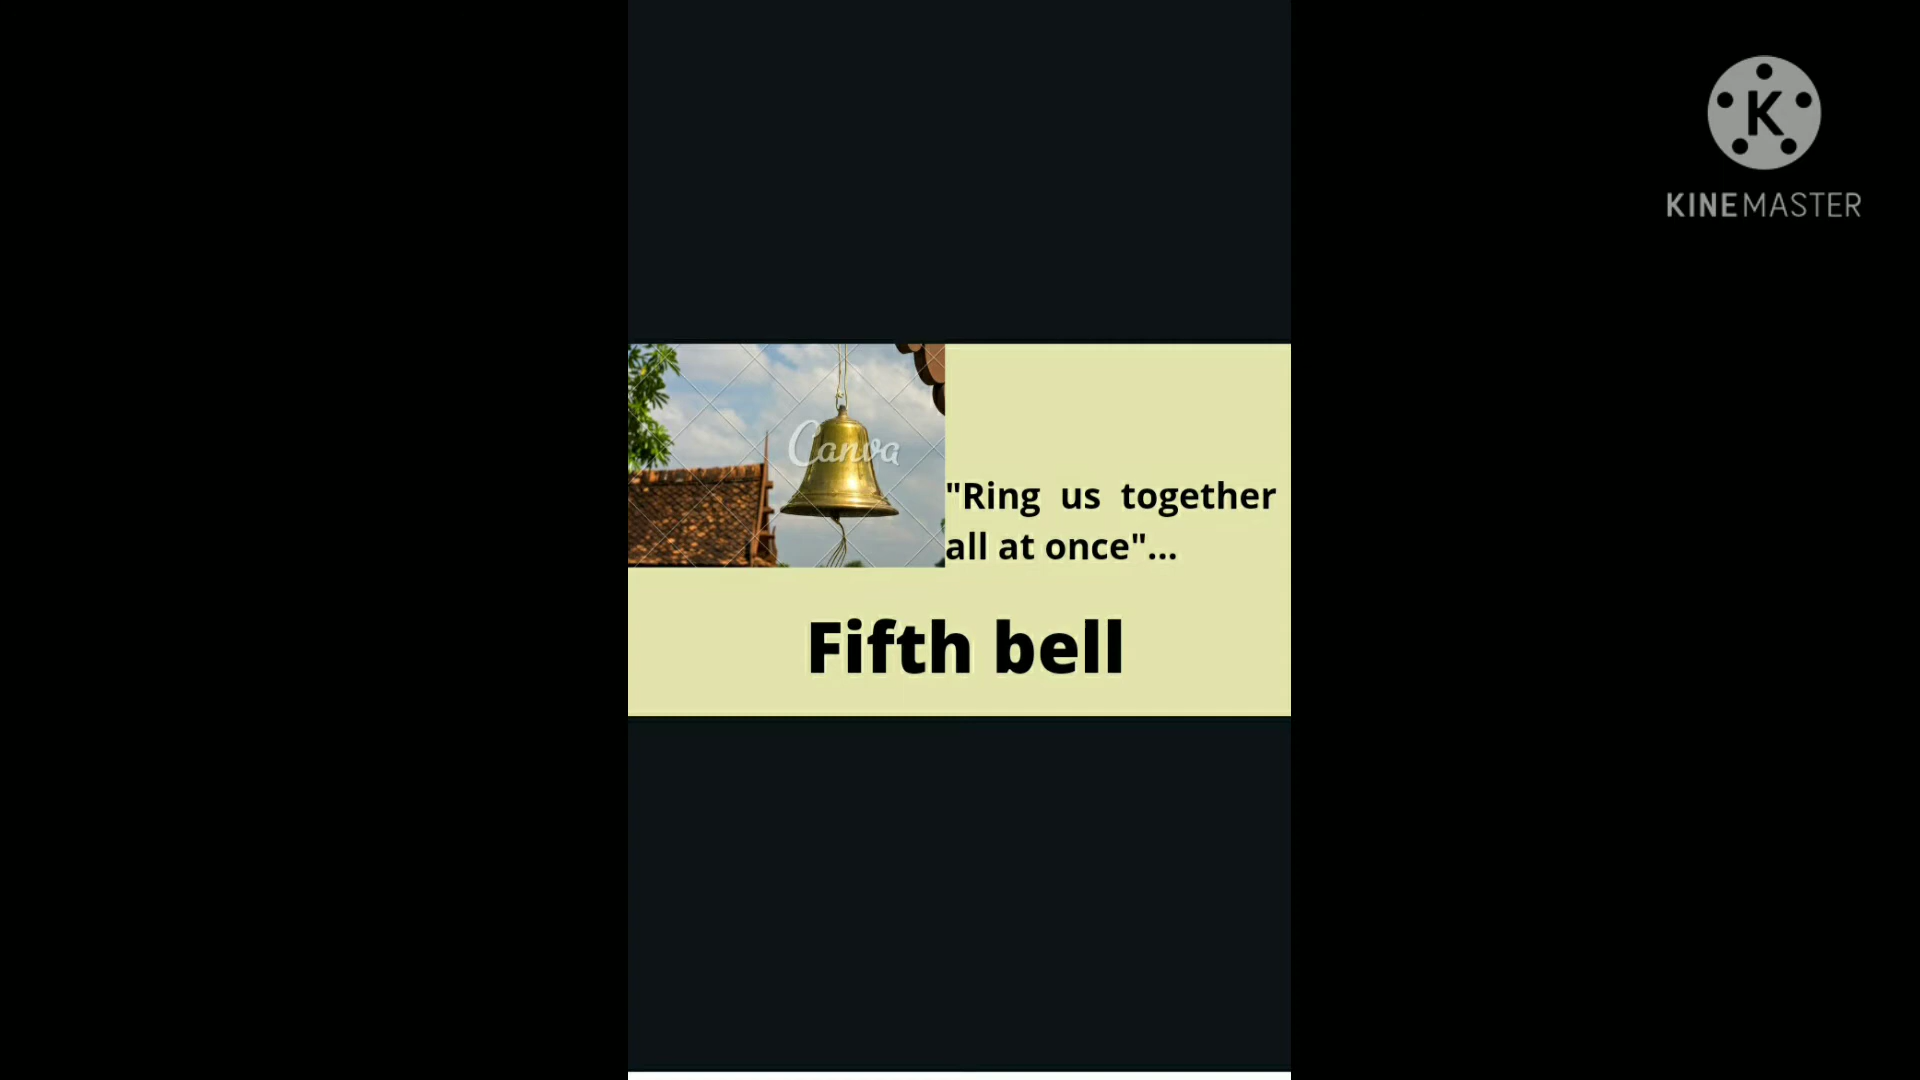 KINEMASTER
Canva
"Ring us together
all at once"...
Fifth bell